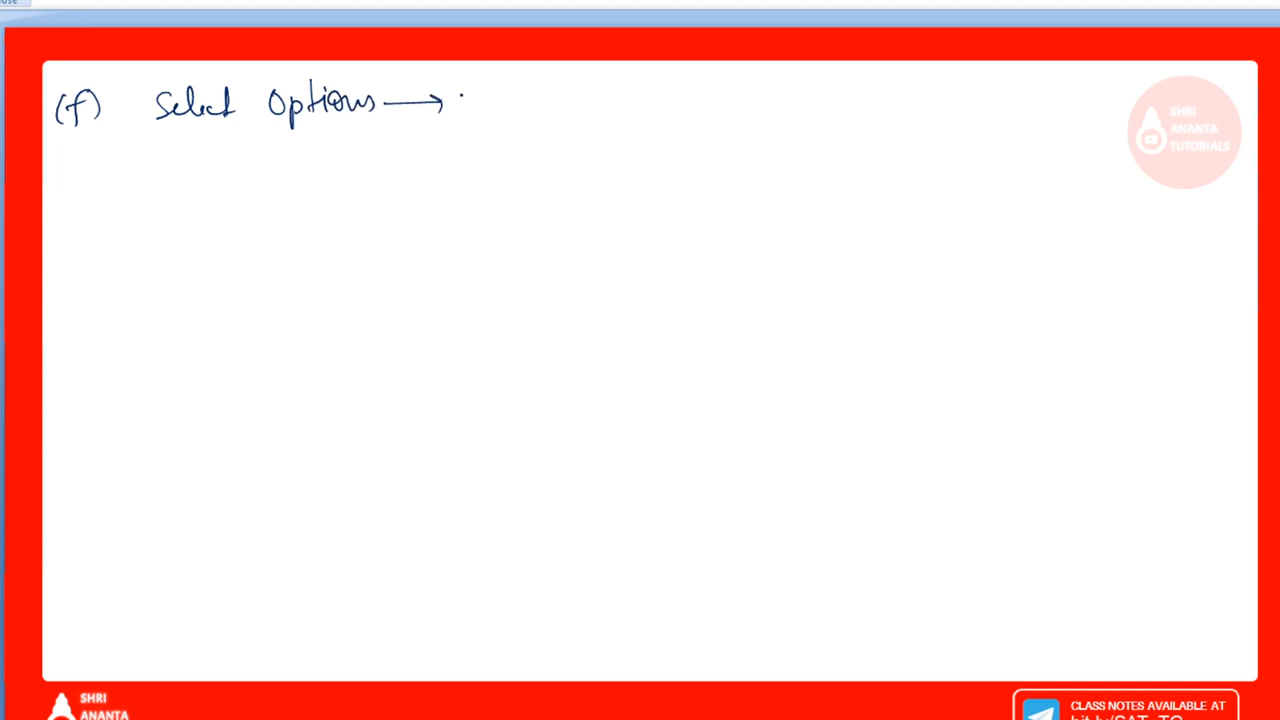 (f) Select Options →
SHRI
ANANTA
TUTORIALS
SHRI
ANANTA
CLASS NOTES AVAILABLE AT